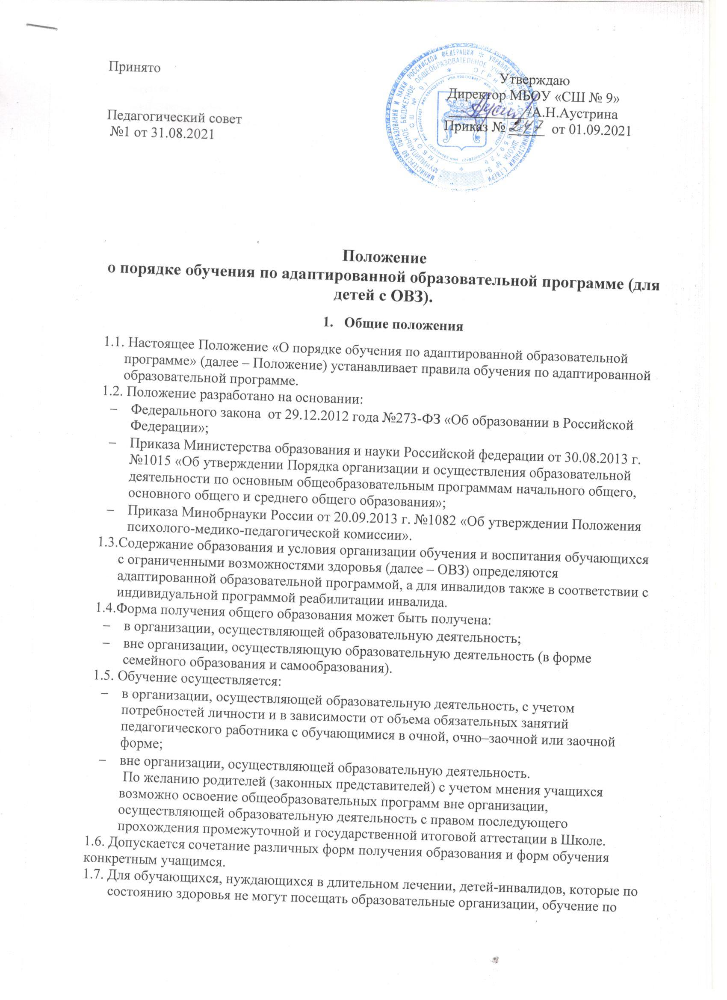 Принято
Утверждаю
Директор МБОУ «СШ № 9»
Педагогический совет
/А.Н.Аустрина
№1 от 31.08.2021
Приказ № 247 от 01.09.2021
МИНИСТЕРСТВО ОБРАЗОВАНИЯ И НАУКИ РОССИЙСКОЙ ФЕДЕРАЦИИ * УПРАВЛЕНИЕ ОБРАЗОВАНИЯ АДМИНИСТРАЦИИ Г.ТВЕРИ
МУНИЦИПАЛЬНОЕ БЮДЖЕТНОЕ ОБЩЕОБРАЗОВАТЕЛЬНОЕ УЧРЕЖДЕНИЕ ШКОЛА № 9»
(МБОУ СШ № 9) * ОГРН
ИНН 6904028427
Положение
о порядке обучения по адаптированной образовательной программе (для
детей с ОВЗ).
1. Общие положения
1.1. Настоящее Положение «О порядке обучения по адаптированной образовательной
программе» (далее – Положение) устанавливает правила обучения по адаптированной
образовательной программе.
1.2. Положение разработано на основании:
– Федерального закона от 29.12.2012 года №273-ФЗ «Об образовании в Российской
Федерации»;
– Приказа Министерства образования и науки Российской федерации от 30.08.2013 г.
№1015 «Об утверждении Порядка организации и осуществления образовательной
деятельности по основным общеобразовательным программам начального общего,
основного общего и среднего общего образования»;
– Приказа Минобрнауки России от 20.09.2013 г. №1082 «Об утверждении Положения
психолого-медико-педагогической комиссии».
1.3.Содержание образования и условия организации обучения и воспитания обучающихся
с ограниченными возможностями здоровья (далее – ОВЗ) определяются
адаптированной образовательной программой, а для инвалидов также в соответствии с
индивидуальной программой реабилитации инвалида.
1.4.Форма получения общего образования может быть получена:
– в организации, осуществляющей образовательную деятельность;
– вне организации, осуществляющую образовательную деятельность (в форме
семейного образования и самообразования).
1.5. Обучение осуществляется:
– в организации, осуществляющей образовательную деятельность, с учетом
потребностей личности и в зависимости от объема обязательных занятий
педагогического работника с обучающимися в очной, очно–заочной или заочной
форме;
– вне организации, осуществляющей образовательную деятельность.
По желанию родителей (законных представителей) с учетом мнения учащихся
возможно освоение общеобразовательных программ вне организации,
осуществляющей образовательную деятельность с правом последующего
прохождения промежуточной и государственной итоговой аттестации в Школе.
1.6. Допускается сочетание различных форм получения образования и форм обучения
конкретным учащимся.
1.7. Для обучающихся, нуждающихся в длительном лечении, детей-инвалидов, которые по
состоянию здоровья не могут посещать образовательные организации, обучение по